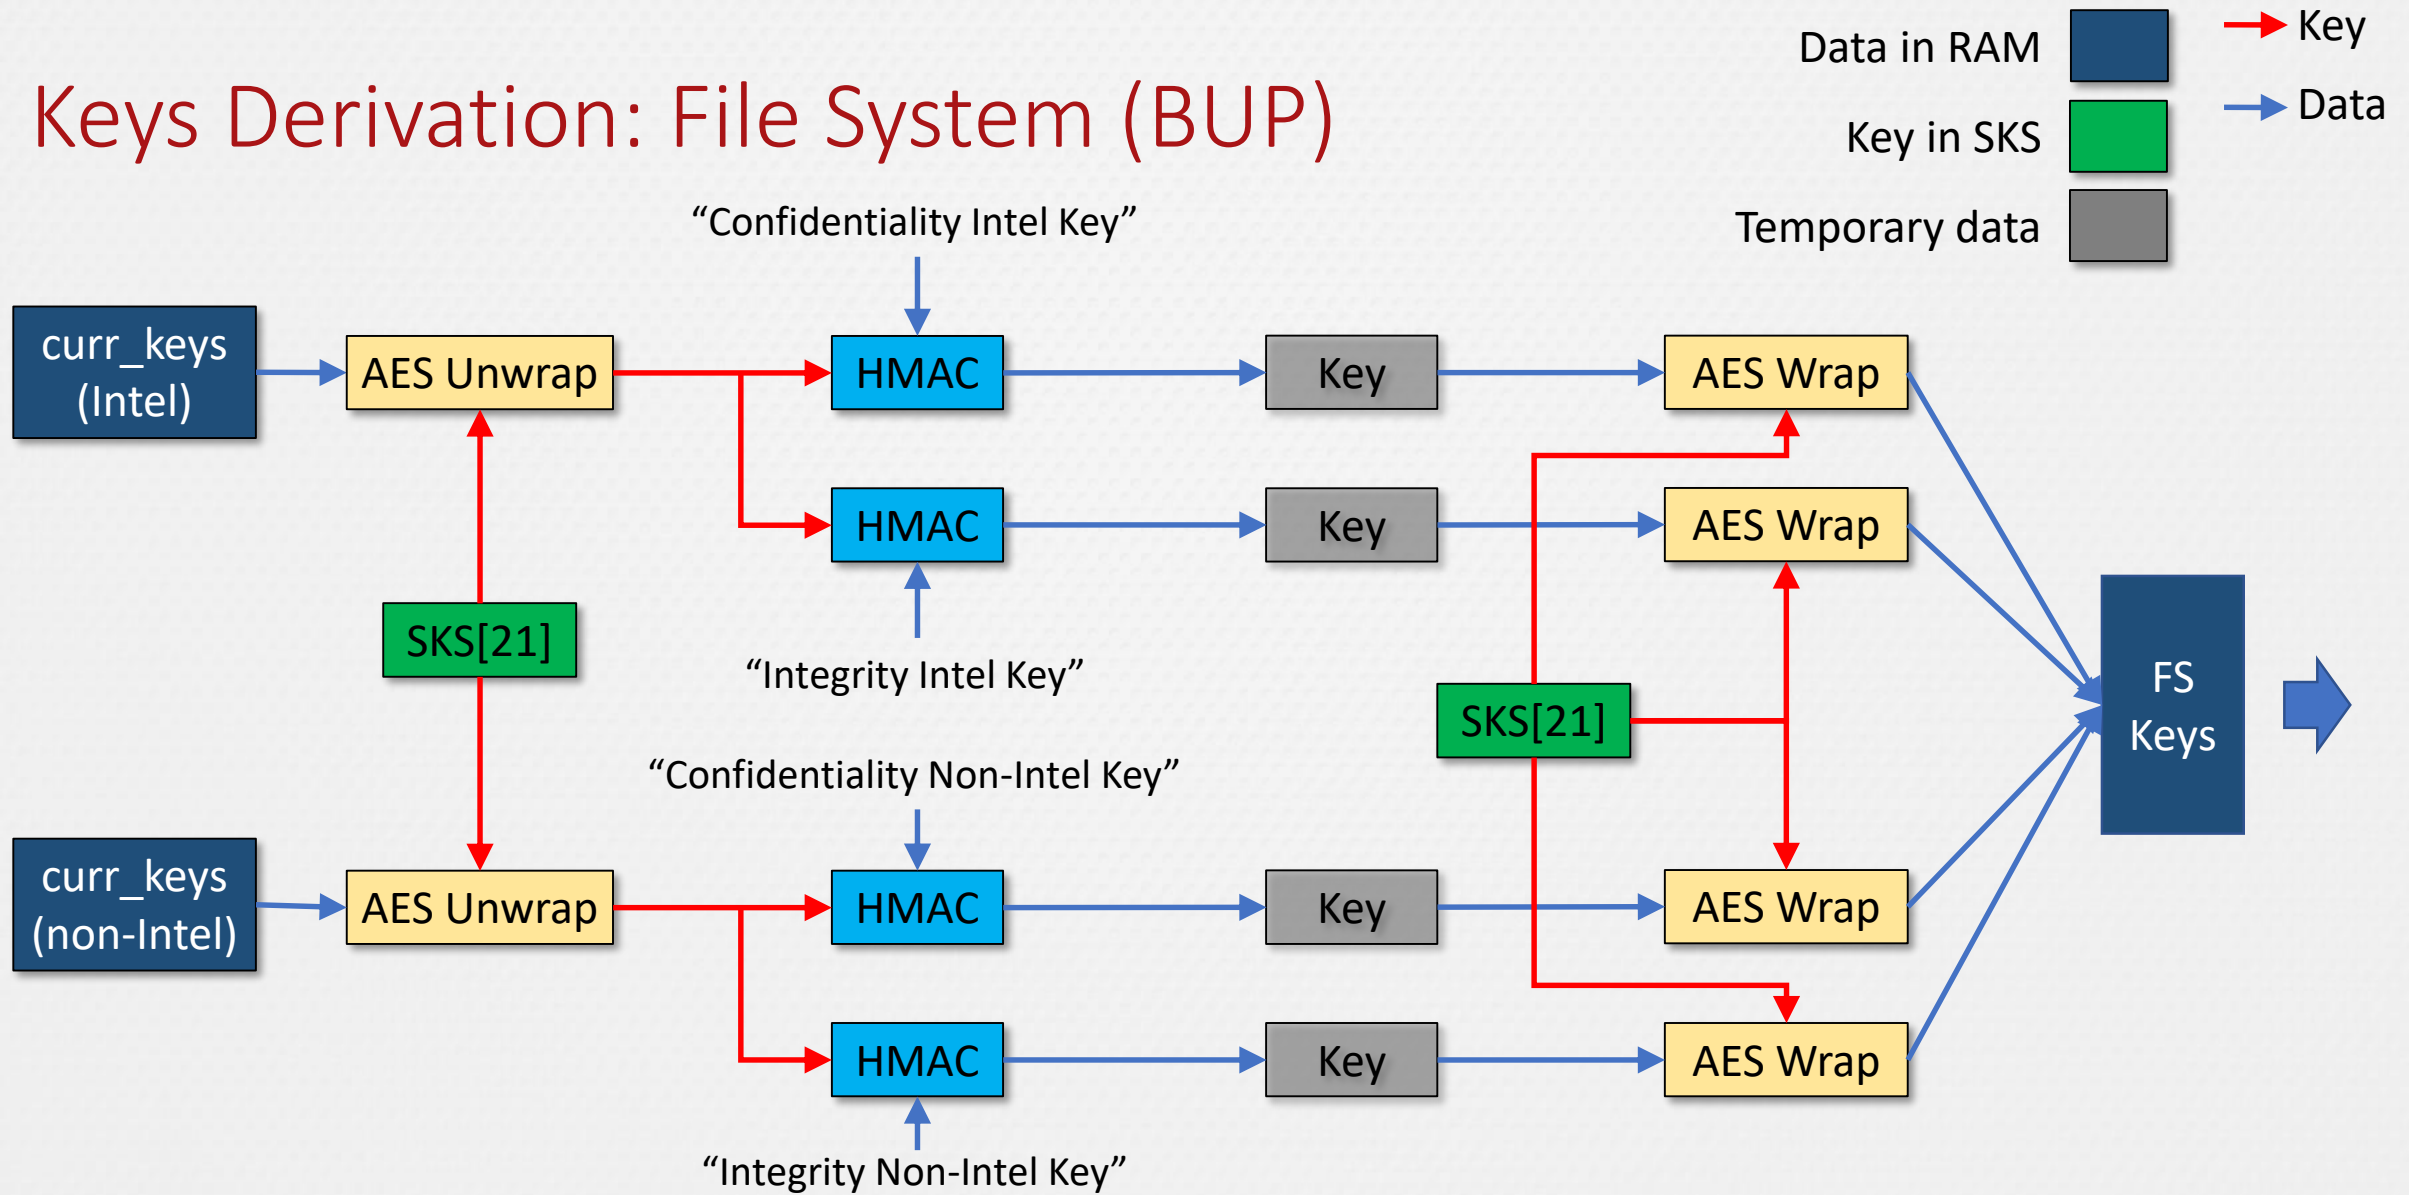 Keys Derivation: File System (BUP)
Data in RAM
Key in SKS
Temporary data
Key
Data
“Confidentiality Intel Key”
curr_keys
(Intel)
AES Unwrap
HMAC
Key
AES Wrap
HMAC
Key
AES Wrap
SKS[21]
“Integrity Intel Key”
SKS[21]
FS
Keys
“Confidentiality Non-Intel Key”
curr_keys
(non-Intel)
AES Unwrap
HMAC
Key
AES Wrap
HMAC
Key
AES Wrap
“Integrity Non-Intel Key”